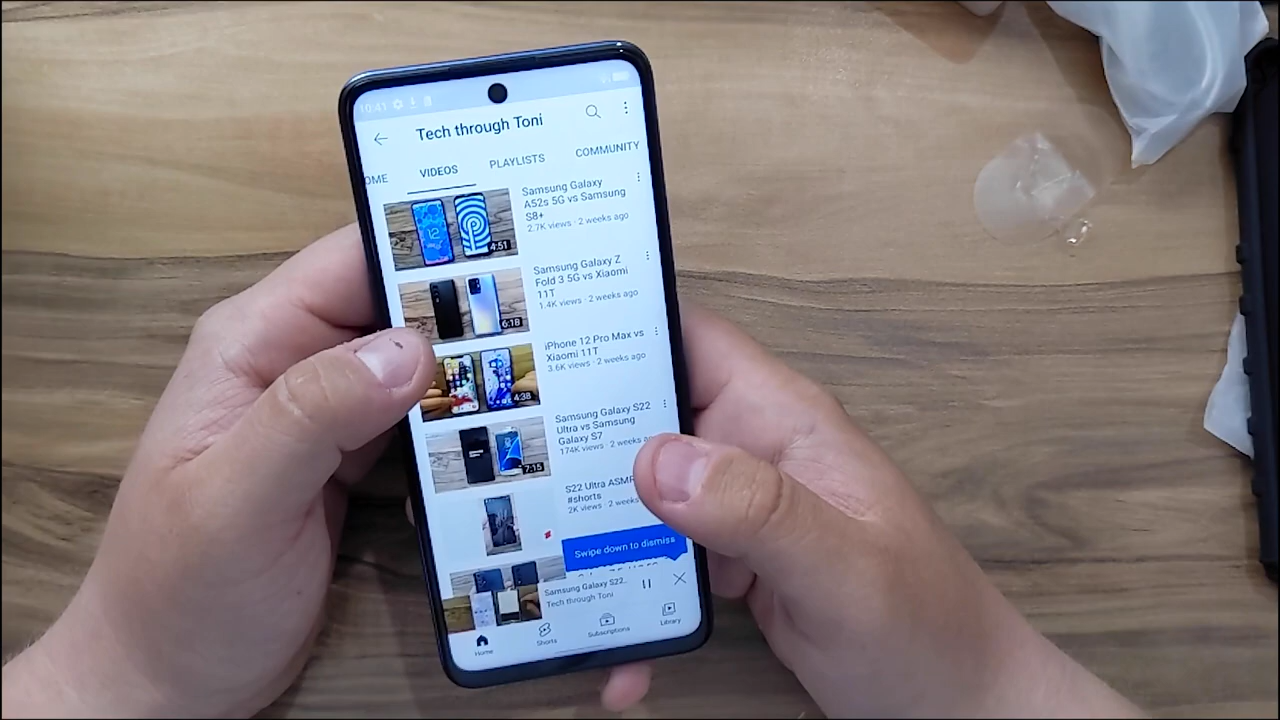 10:41
Tech through Toni
OME
VIDEOS
PLAYLISTS
COMMUNITY
Samsung Galaxy
A52s 5G vs Samsung
S8+
2.7K views · 2 weeks ago
12
4:51
Samsung Galaxy Z
Fold 3 5G vs Xiaomi
11T
1.4K views · 2 weeks ago
6:18
iPhone 12 Pro Max vs
Xiaomi 11T
3.6K views · 2 weeks ago
4:38
Samsung Galaxy S22
Ultra vs Samsung
Galaxy S7
174K views · 2 weeks ago
7:15
S22 Ultra ASMR
#shorts
2K views · 2 weeks
Swipe down to dismiss
Samsung Galaxy S22...
Tech through Toni
Home
Shorts
Subscriptions
Library